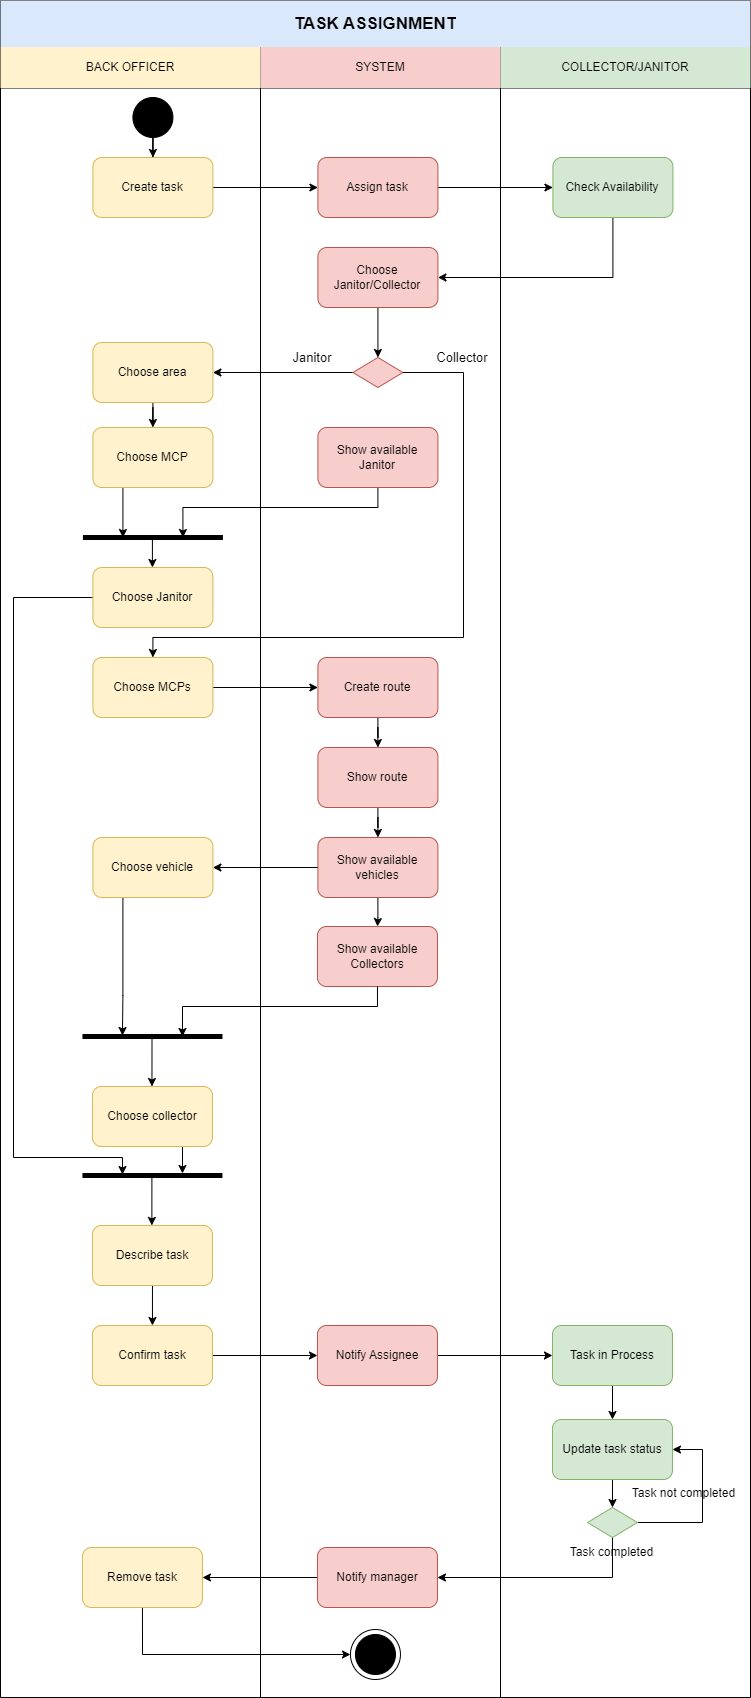 TASK ASSIGNMENT
BACK OFFICER
SYSTEM
COLLECTOR/JANITOR
Create task
Assign task
Check Availability
Choose
Janitor/Collector
Janitor
Collector
Choose area
Choose MCP
Show available
Janitor
Choose Janitor
Choose MCPs
Create route
Show route
Choose vehicle
Show available
vehicles
Show available
Collectors
Choose collector
Describe task
Confirm task
Notify Assignee
Task in Process
Update task status
Task not completed
Task completed
Remove task
Notify manager